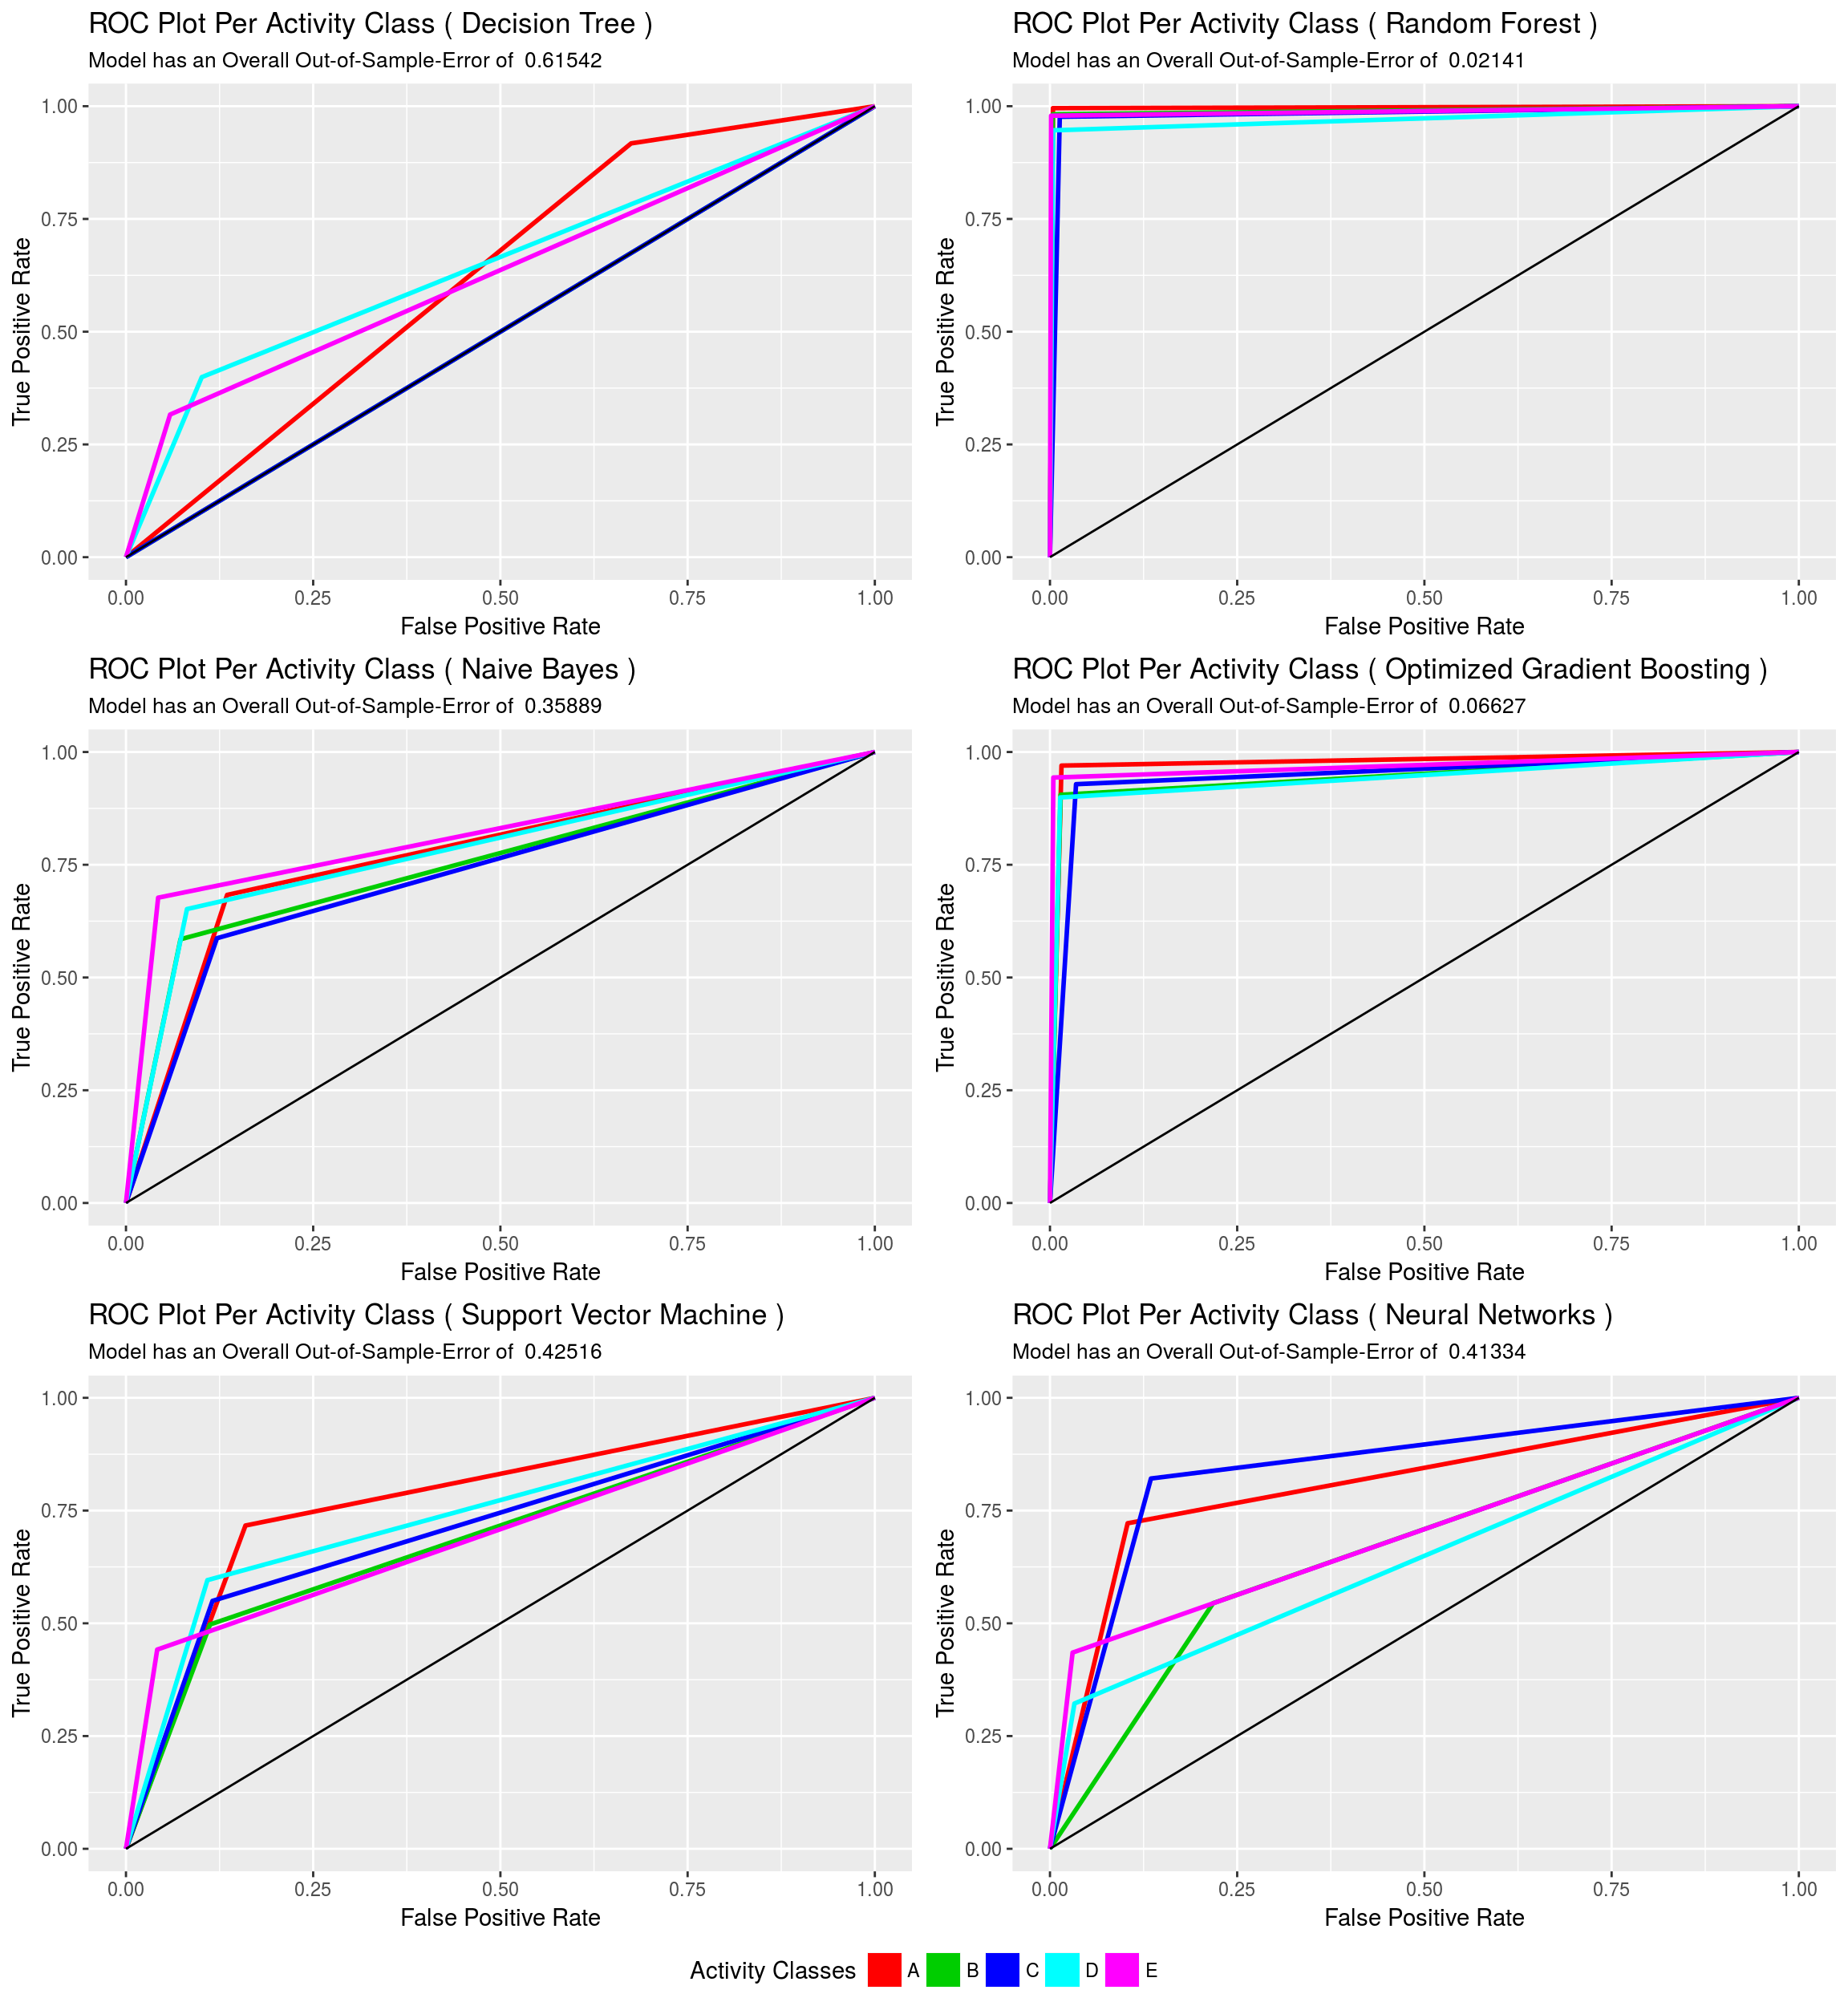 ROC Plot Per Activity Class ( Decision Tree )
Model has an Overall Out-of-Sample-Error of  0.61542
True Positive Rate
1.00
0.75
0.50
0.25
0.00
0.00 0.25 0.50 0.75 1.00
False Positive Rate
ROC Plot Per Activity Class ( Random Forest )
Model has an Overall Out-of-Sample-Error of  0.02141
True Positive Rate
1.00
0.75
0.50
0.25
0.00
0.00 0.25 0.50 0.75 1.00
False Positive Rate
ROC Plot Per Activity Class ( Naive Bayes )
Model has an Overall Out-of-Sample-Error of  0.35889
True Positive Rate
1.00
0.75
0.50
0.25
0.00
0.00 0.25 0.50 0.75 1.00
False Positive Rate
ROC Plot Per Activity Class ( Optimized Gradient Boosting )
Model has an Overall Out-of-Sample-Error of  0.06627
True Positive Rate
1.00
0.75
0.50
0.25
0.00
0.00 0.25 0.50 0.75 1.00
False Positive Rate
ROC Plot Per Activity Class ( Support Vector Machine )
Model has an Overall Out-of-Sample-Error of  0.42516
True Positive Rate
1.00
0.75
0.50
0.25
0.00
0.00 0.25 0.50 0.75 1.00
False Positive Rate
ROC Plot Per Activity Class ( Neural Networks )
Model has an Overall Out-of-Sample-Error of  0.41334
True Positive Rate
1.00
0.75
0.50
0.25
0.00
0.00 0.25 0.50 0.75 1.00
False Positive Rate
Activity Classes A B C D E